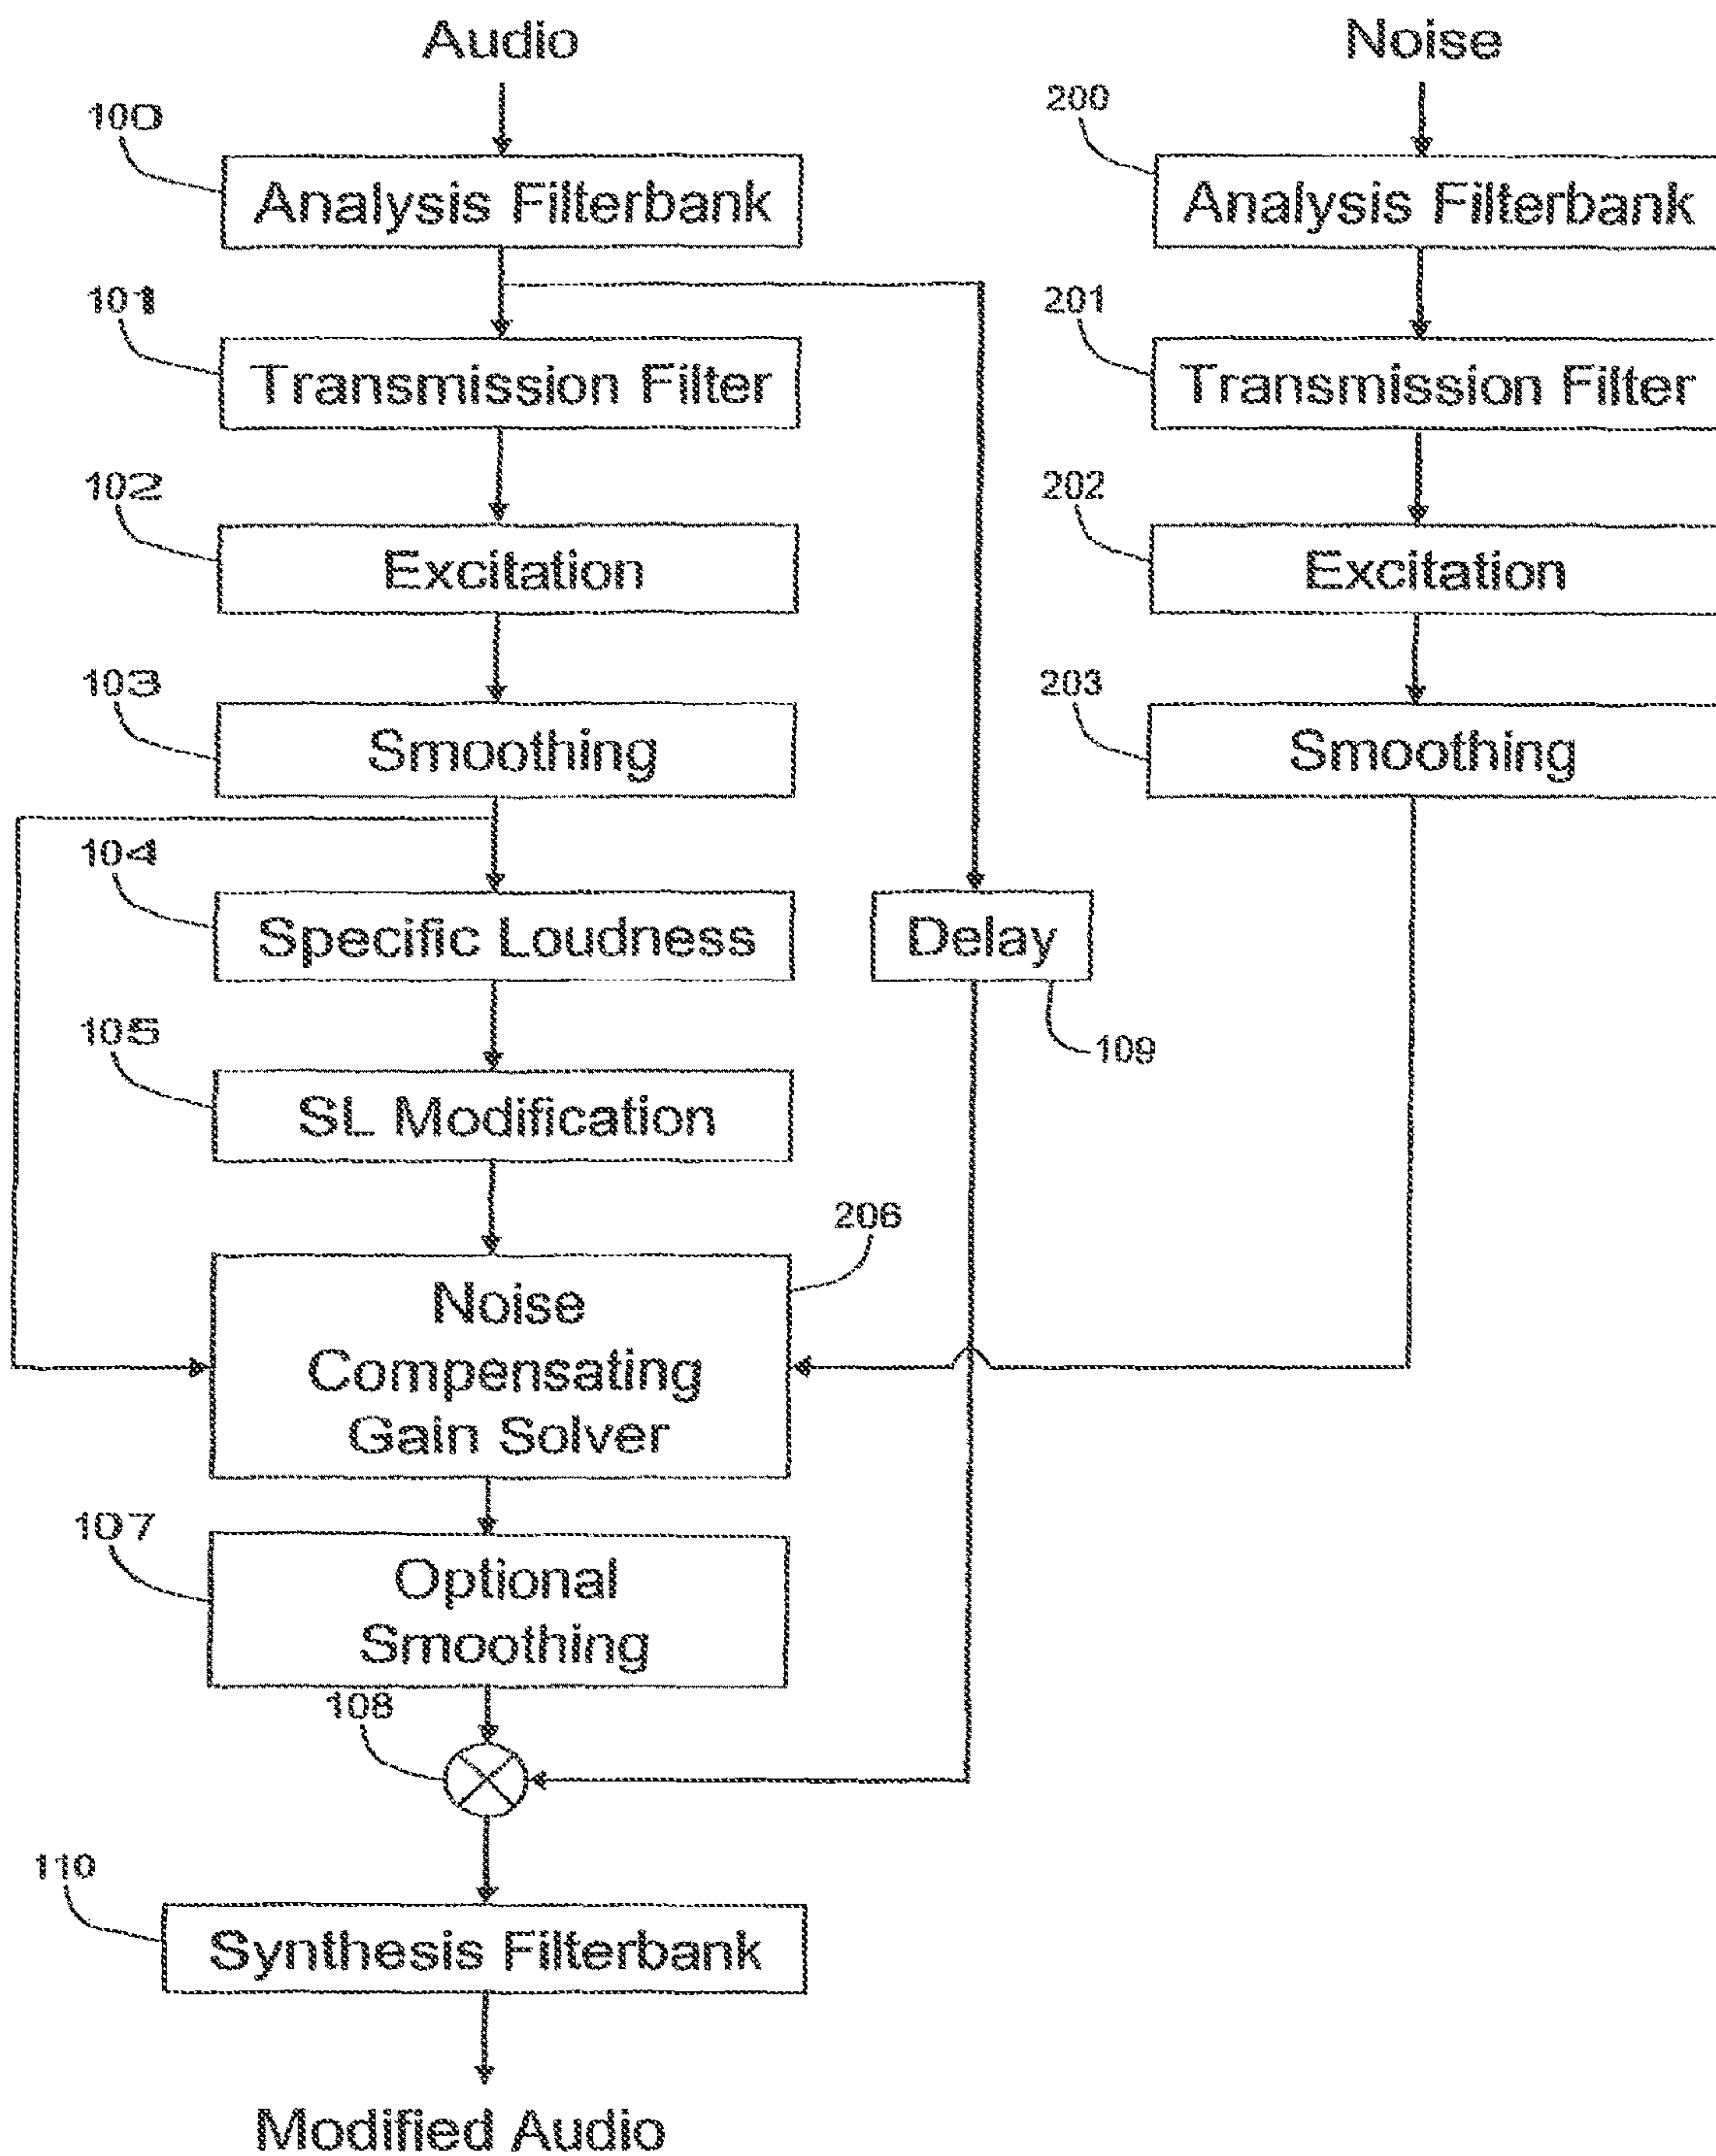 Audio
Noise
100
200
Analysis Filterbank
Analysis Filterbank
101
201
Transmission Filter
Transmission Filter
102
202
Excitation
Excitation
103
203
Smoothing
Smoothing
104
Specific Loudness
Delay
109
105
SL Modification
206
Noise
Compensating
Gain Solver
107
Optional
Smoothing
108
110
Synthesis Filterbank
Modified Audio